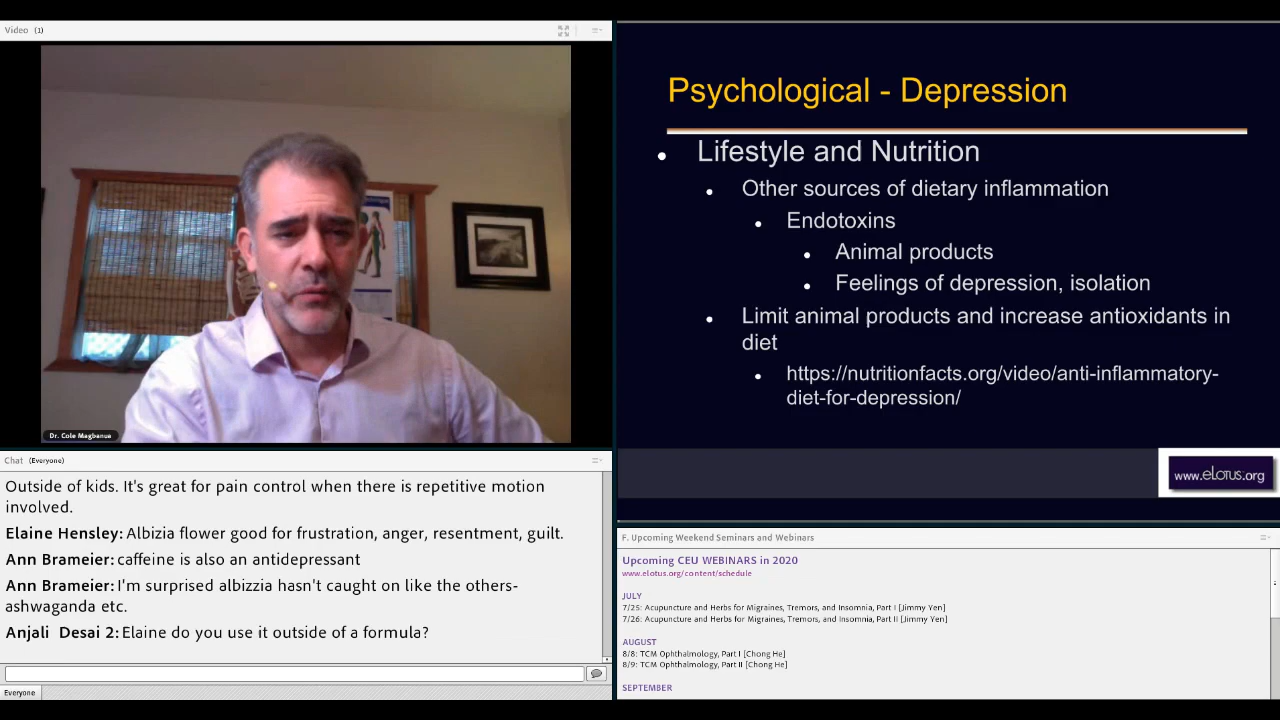 Video (1)
Dr. Cole Magbanua
Psychological - Depression
Lifestyle and Nutrition
Other sources of dietary inflammation
Endotoxins
Animal products
Feelings of depression, isolation
Limit animal products and increase antioxidants in
diet
https://nutritionfacts.org/video/anti-inflammatory-
diet-for-depression/
www.eLotus.org
Chat (Everyone)
Outside of kids. It's great for pain control when there is repetitive motion
involved.
Elaine Hensley: Albizia flower good for frustration, anger, resentment, guilt.
Ann Brameier: caffeine is also an antidepressant
Ann Brameier: I'm surprised albizzia hasn't caught on like the others-
ashwaganda etc.
Anjali Desai 2: Elaine do you use it outside of a formula?
Everyone
F. Upcoming Weekend Seminars and Webinars
Upcoming CEU WEBINARS in 2020
www.elotus.org/content/schedule
JULY
7/25: Acupuncture and Herbs for Migraines, Tremors, and Insomnia, Part I [Jimmy Yen]
7/26: Acupuncture and Herbs for Migraines, Tremors, and Insomnia, Part II [Jimmy Yen]
AUGUST
8/8: TCM Ophthalmology, Part I [Chong He]
8/9: TCM Ophthalmology, Part II [Chong He]
SEPTEMBER